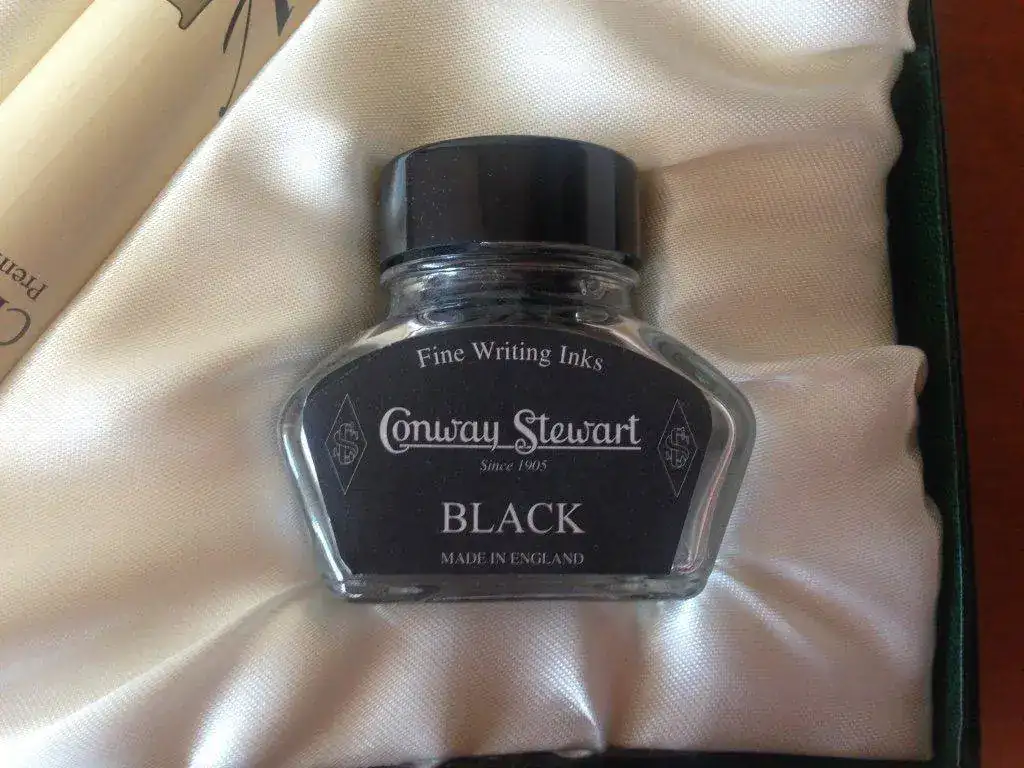 Fine Writing Inks
Conway Stewart
Since 1905
BLACK
MADE IN ENGLAND